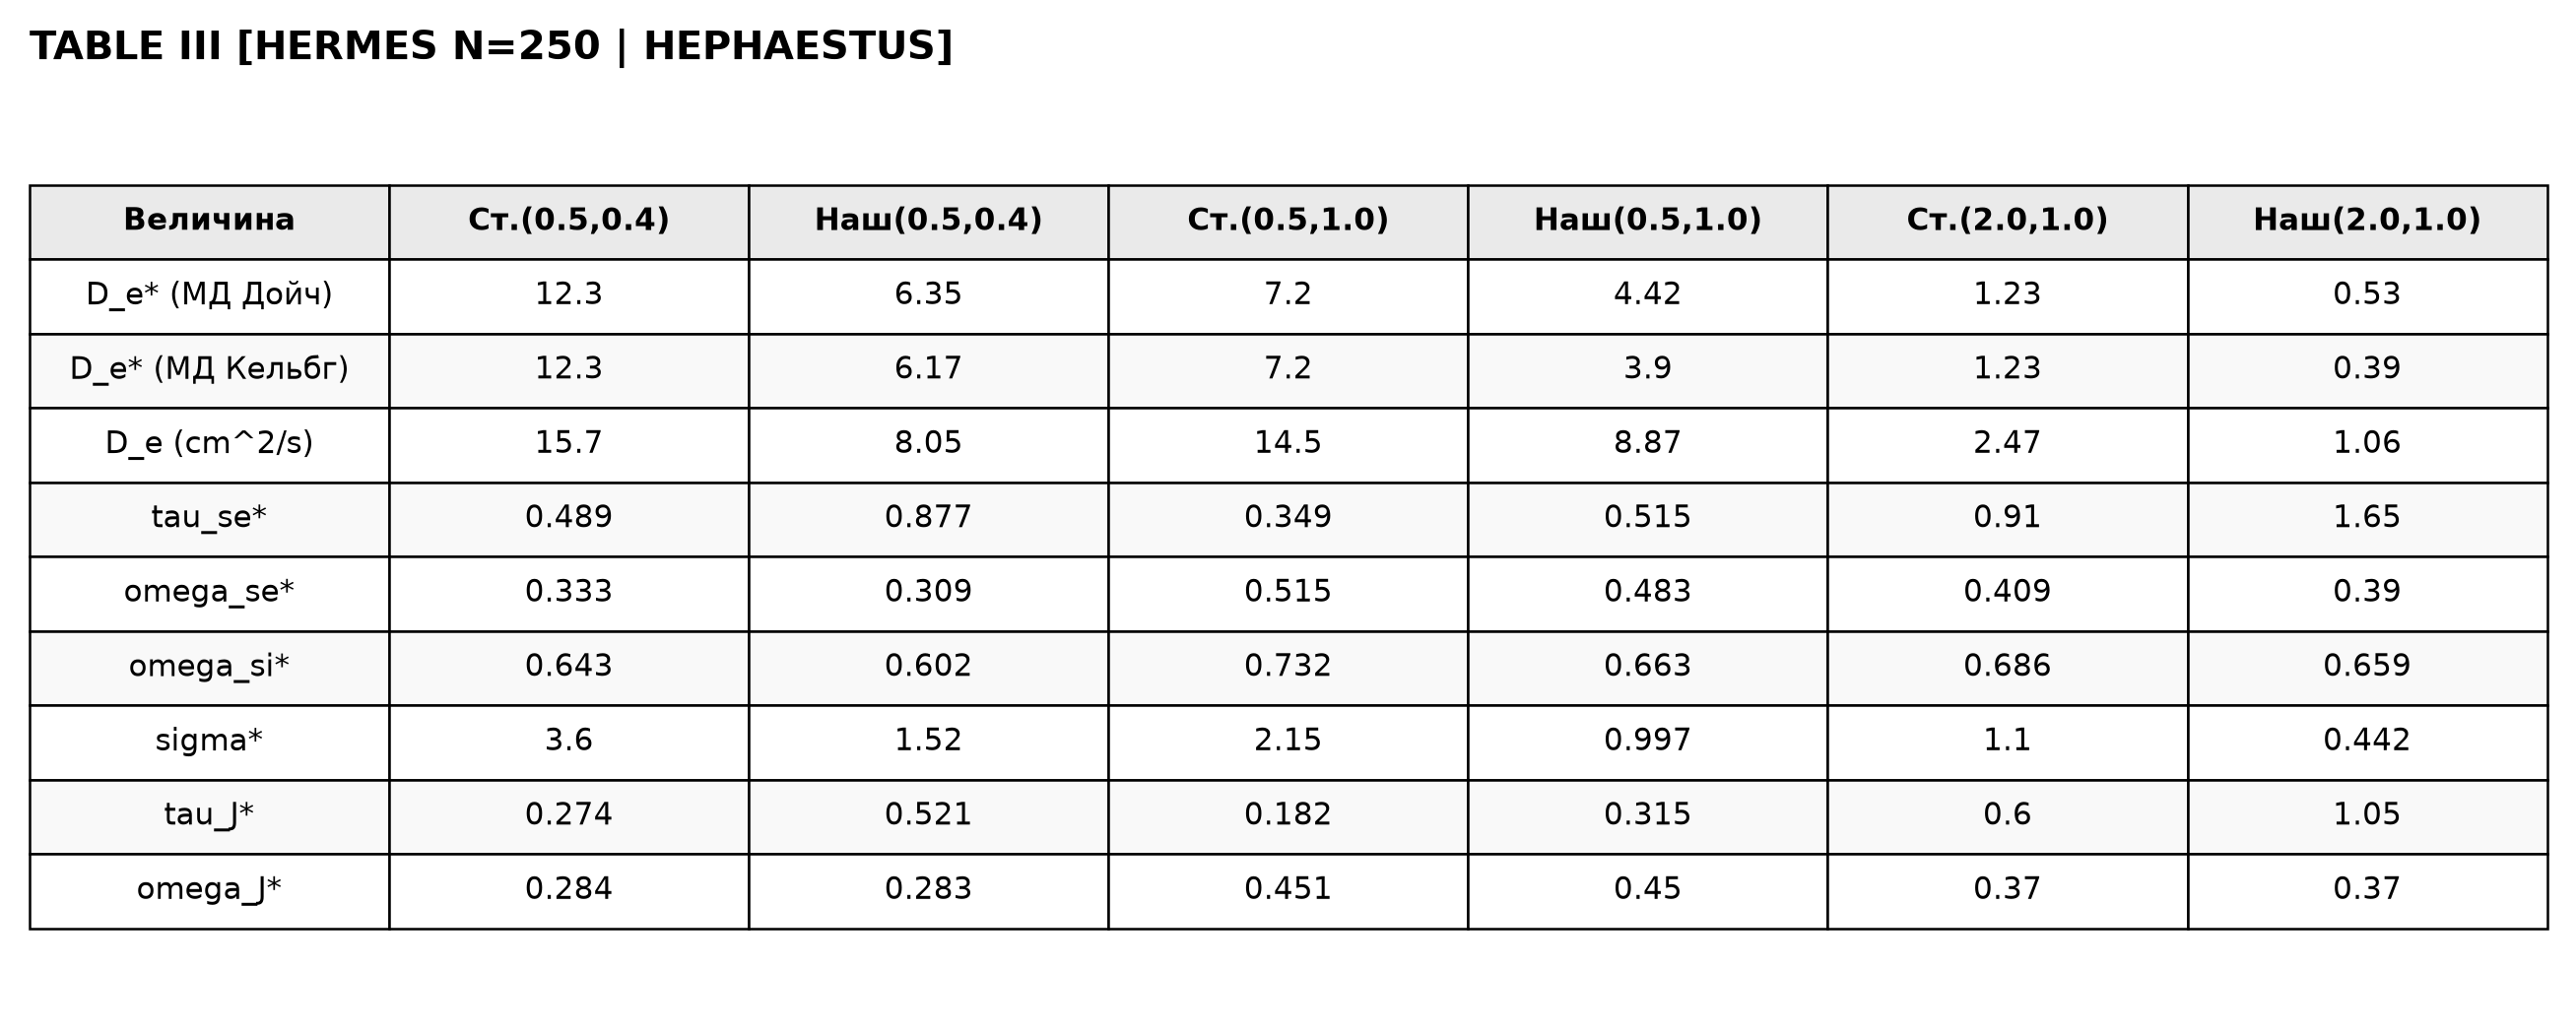 TABLE III [HERMES N=250 | HEPHAESTUS]
Величина Ст.(0.5,0.4) Наш(0.5,0.4) Ст.(0.5,1.0) Наш(0.5,1.0) Ст.(2.0,1.0) Наш(2.0,1.0)
D_e* (МД Дойч) 12.3 6.35 7.2 4.42 1.23 0.53
D_e* (МД Кельбг) 12.3 6.17 7.2 3.9 1.23 0.39
D_e (cm^2/s) 15.7 8.05 14.5 8.87 2.47 1.06
tau_se* 0.489 0.877 0.349 0.515 0.91 1.65
omega_se* 0.333 0.309 0.515 0.483 0.409 0.39
omega_si* 0.643 0.602 0.732 0.663 0.686 0.659
sigma* 3.6 1.52 2.15 0.997 1.1 0.442
tau_J* 0.274 0.521 0.182 0.315 0.6 1.05
omega_J* 0.284 0.283 0.451 0.45 0.37 0.37